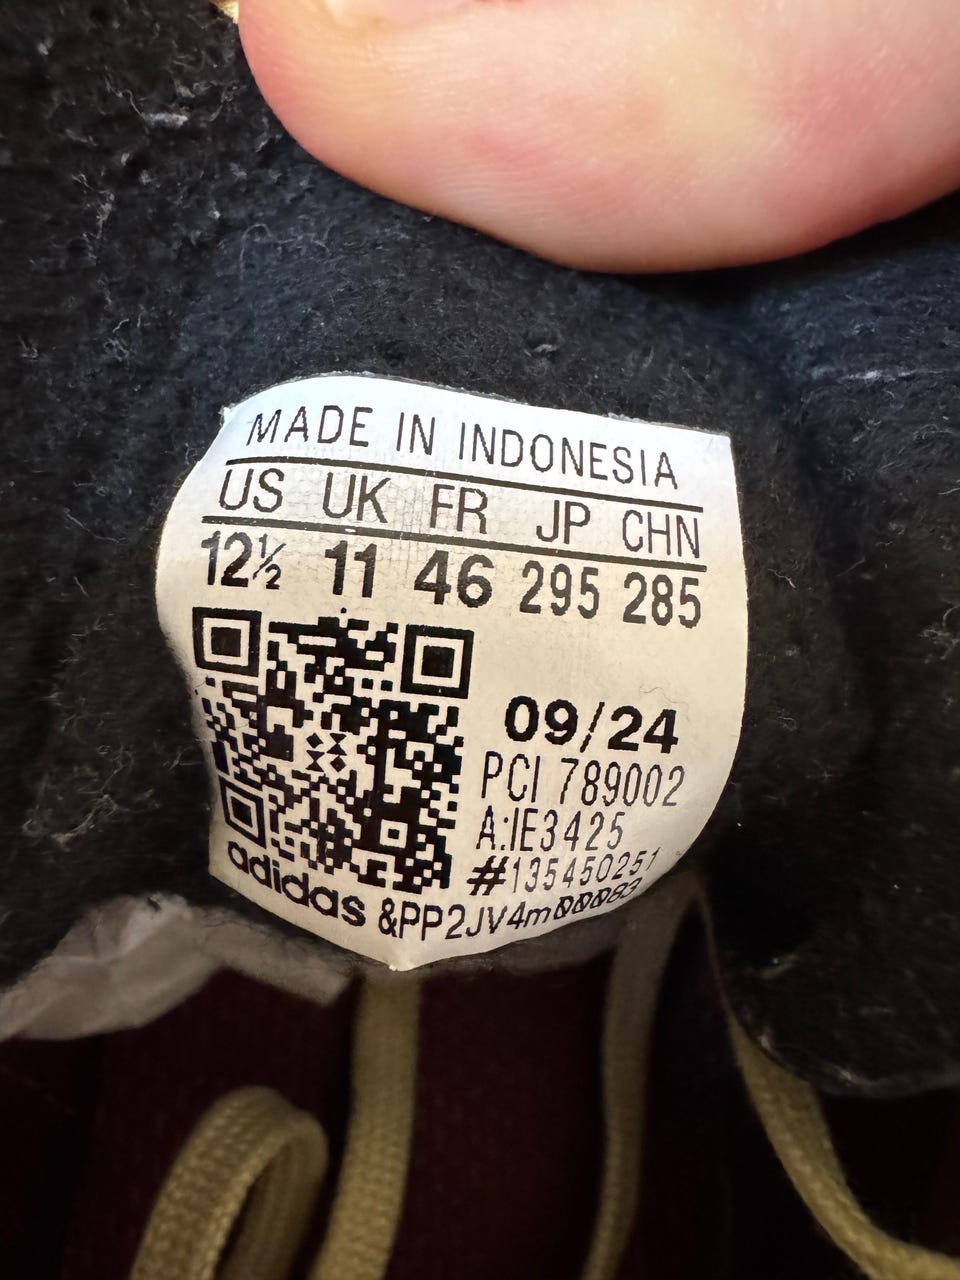 MADE IN INDONESIA
US UK FR JP CHN
12½ 11 46 295 285
09/24
PCI 789002
A:IE3425
#135450251
adidas &PP2JV4m00083